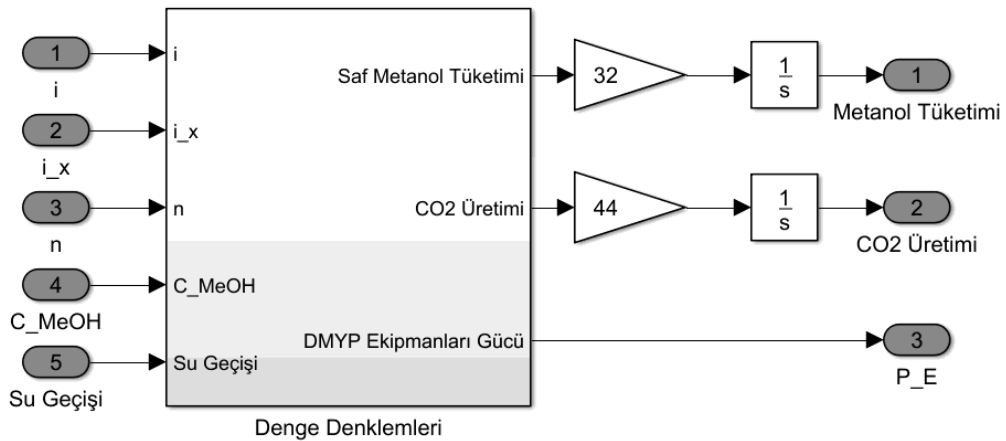 1
i
i
2
i_x
i_x
3
n
n
4
C_MeOH
C_MeOH
5
Su Geçişi
Su Geçişi
Saf Metanol Tüketimi
CO2 Üretimi
DMYP Ekipmanları Gücü
Denge Denklemleri
32
1
s
1
Metanol Tüketimi
44
1
s
2
CO2 Üretimi
3
P_E